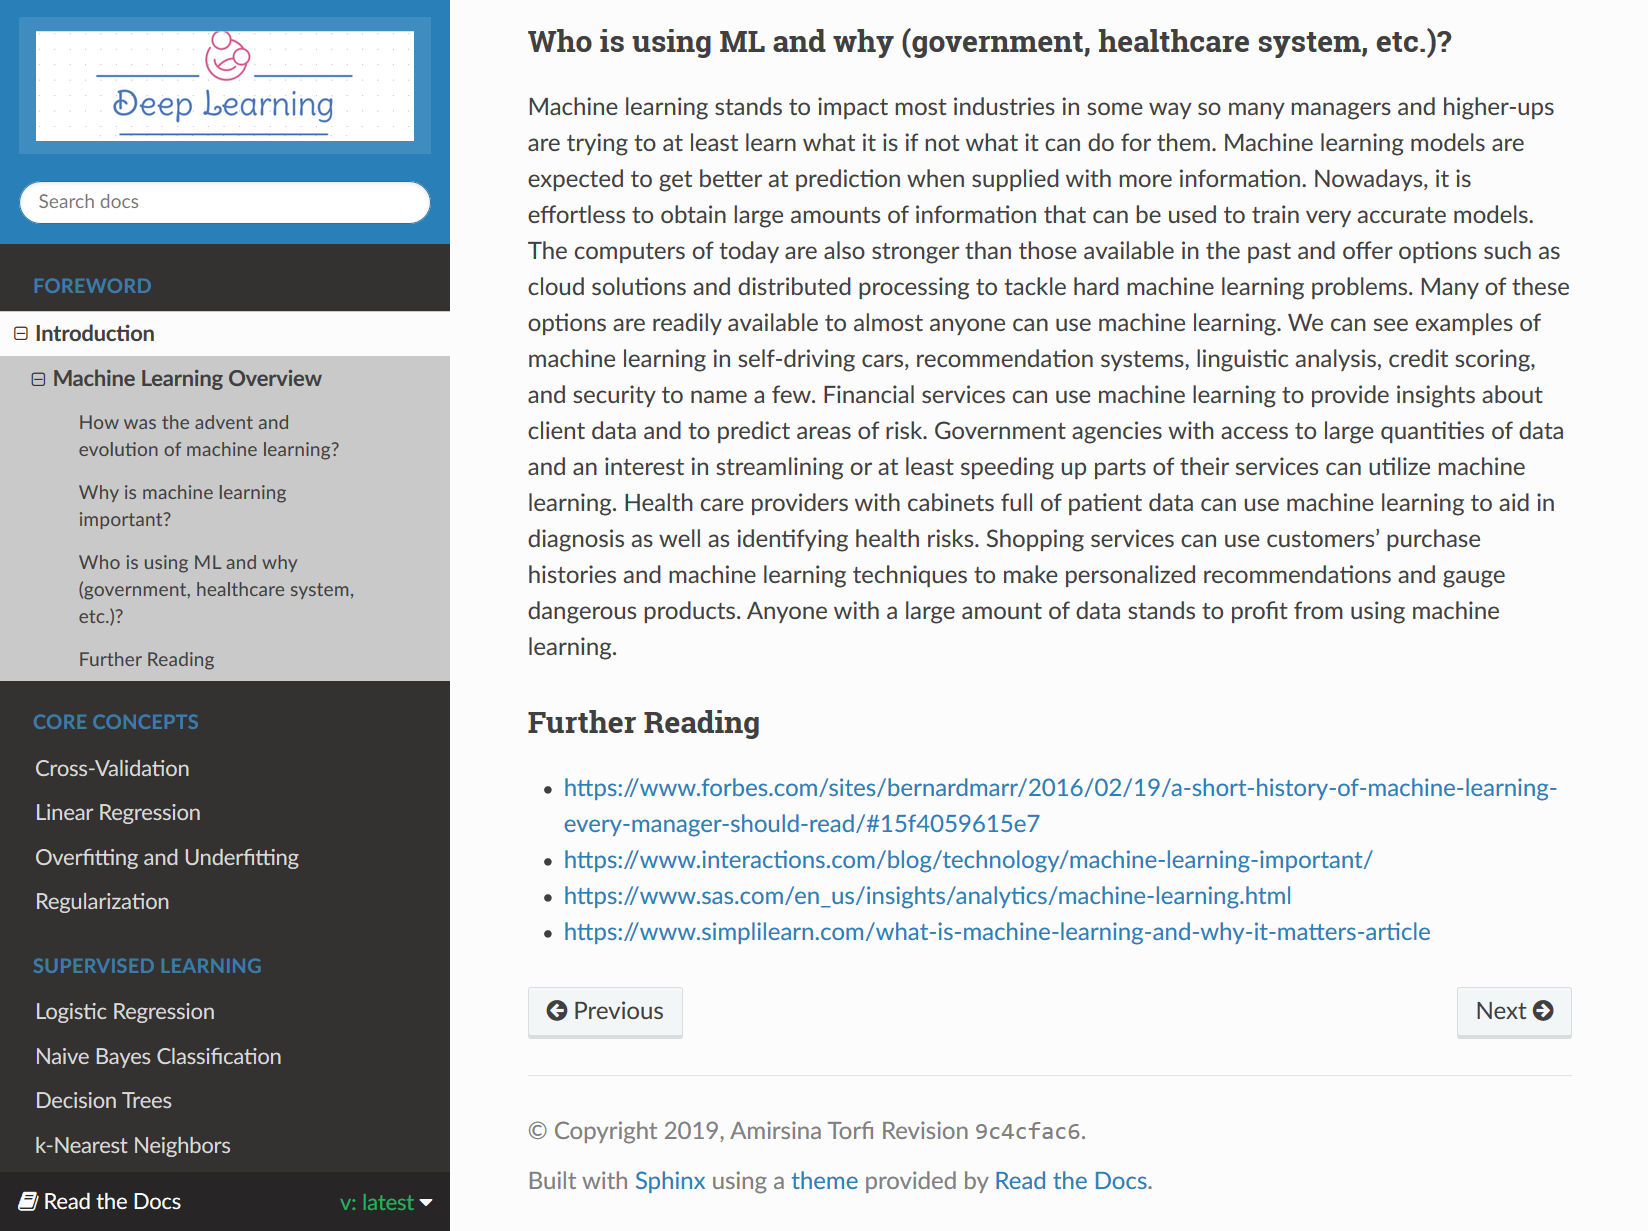 Deep Learning
Search docs
FOREWORD
Introduction
Machine Learning Overview
How was the advent and
evolution of machine learning?
Why is machine learning
important?
Who is using ML and why
(government, healthcare system,
etc.)?
Further Reading
CORE CONCEPTS
Cross-Validation
Linear Regression
Overfitting and Underfitting
Regularization
SUPERVISED LEARNING
Logistic Regression
Naive Bayes Classification
Decision Trees
k-Nearest Neighbors
Read the Docs
v: latest
Who is using ML and why (government, healthcare system, etc.)?
Machine learning stands to impact most industries in some way so many managers and higher-ups
are trying to at least learn what it is if not what it can do for them. Machine learning models are
expected to get better at prediction when supplied with more information. Nowadays, it is
effortless to obtain large amounts of information that can be used to train very accurate models.
The computers of today are also stronger than those available in the past and offer options such as
cloud solutions and distributed processing to tackle hard machine learning problems. Many of these
options are readily available to almost anyone can use machine learning. We can see examples of
machine learning in self-driving cars, recommendation systems, linguistic analysis, credit scoring,
and security to name a few. Financial services can use machine learning to provide insights about
client data and to predict areas of risk. Government agencies with access to large quantities of data
and an interest in streamlining or at least speeding up parts of their services can utilize machine
learning. Health care providers with cabinets full of patient data can use machine learning to aid in
diagnosis as well as identifying health risks. Shopping services can use customers’ purchase
histories and machine learning techniques to make personalized recommendations and gauge
dangerous products. Anyone with a large amount of data stands to profit from using machine
learning.
Further Reading
https://www.forbes.com/sites/bernardmarr/2016/02/19/a-short-history-of-machine-learning-
every-manager-should-read/#15f4059615e7
https://www.interactions.com/blog/technology/machine-learning-important/
https://www.sas.com/en_us/insights/analytics/machine-learning.html
https://www.simplilearn.com/what-is-machine-learning-and-why-it-matters-article
Previous
Next
© Copyright 2019, Amirsina Torfi Revision 9c4cfac6.
Built with Sphinx using a theme provided by Read the Docs.